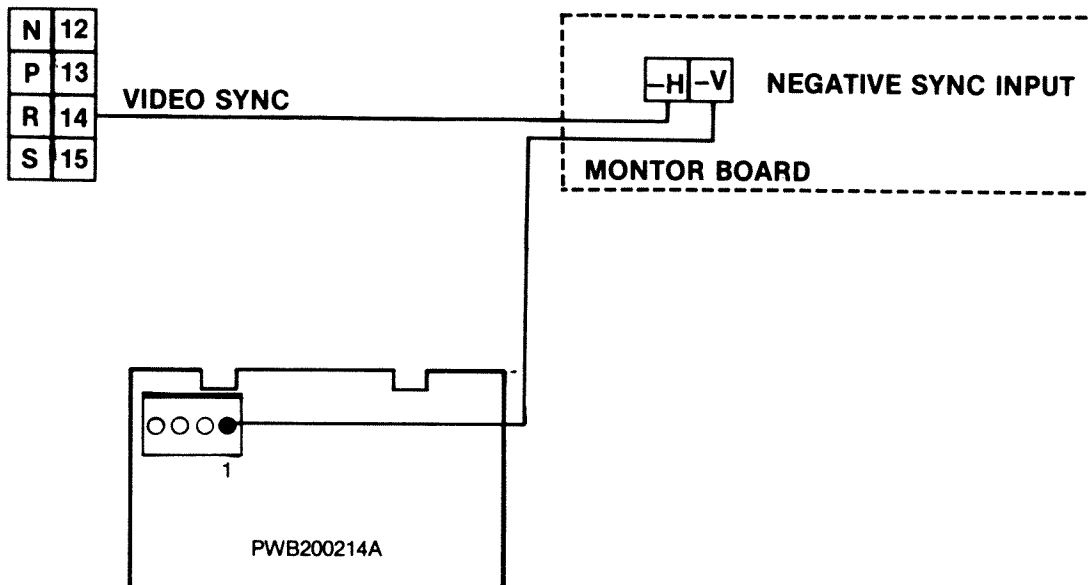 N 12
P 13
R 14
S 15
VIDEO SYNC
–H –V
NEGATIVE SYNC INPUT
MONTOR BOARD
1
PWB200214A